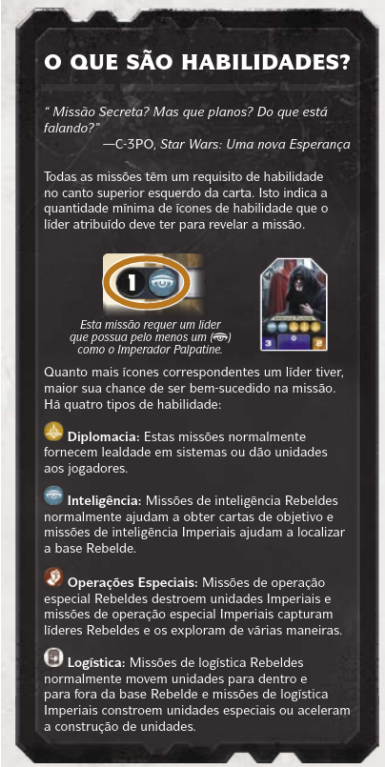 O QUE SÃO HABILIDADES?
“ Missão Secreta? Mas que planos? Do que está
falando?”
—C-3PO, Star Wars: Uma nova Esperança
Todas as missões têm um requisito de habilidade
no canto superior esquerdo da carta. Isto indica a
quantidade mínima de ícones de habilidade que o
líder atribuído deve ter para revelar a missão.
1
Esta missão requer um líder
que possua pelo menos um ( )
como o Imperador Palpatine.
3 2
Quanto mais ícones correspondentes um líder tiver,
maior sua chance de ser bem-sucedido na missão.
Há quatro tipos de habilidade:
Diplomacia: Estas missões normalmente
fornecem lealdade em sistemas ou dão unidades
aos jogadores.
Inteligência: Missões de inteligência Rebeldes
normalmente ajudam a obter cartas de objetivo e
missões de inteligência Imperiais ajudam a localizar
a base Rebelde.
Operações Especiais: Missões de operação
especial Rebeldes destroem unidades Imperiais e
missões de operação especial Imperiais capturam
líderes Rebeldes e os exploram de várias maneiras.
Logística: Missões de logística Rebeldes
normalmente movem unidades para dentro e
para fora da base Rebelde e missões de logística
Imperiais constroem unidades especiais ou aceleram
a construção de unidades.